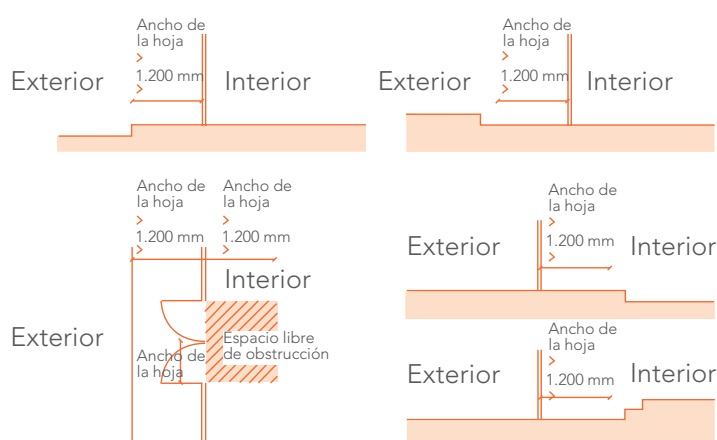 Ancho de
la hoja
Exterior
1.200 mm
Interior
Ancho de
la hoja
Exterior
1.200 mm
Interior
Ancho de
la hoja
Ancho de
la hoja
1.200 mm
1.200 mm
Interior
Exterior
Espacio libre
de obstrucción
Ancho de
la hoja
Ancho de
la hoja
Exterior
1.200 mm
Interior
Ancho de
la hoja
Exterior
1.200 mm
Interior